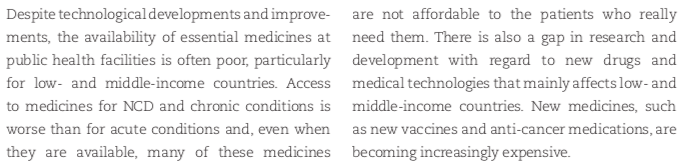 Despite technological developments and improve-
ments, the availability of essential medicines at
public health facilities is often poor, particularly
for low- and middle-income countries. Access
to medicines for NCD and chronic conditions is
worse than for acute conditions and, even when
they are available, many of these medicines
are not affordable to the patients who really
need them. There is also a gap in research and
development with regard to new drugs and
medical technologies that mainly affects low- and
middle-income countries. New medicines, such
as new vaccines and anti-cancer medications, are
becoming increasingly expensive.